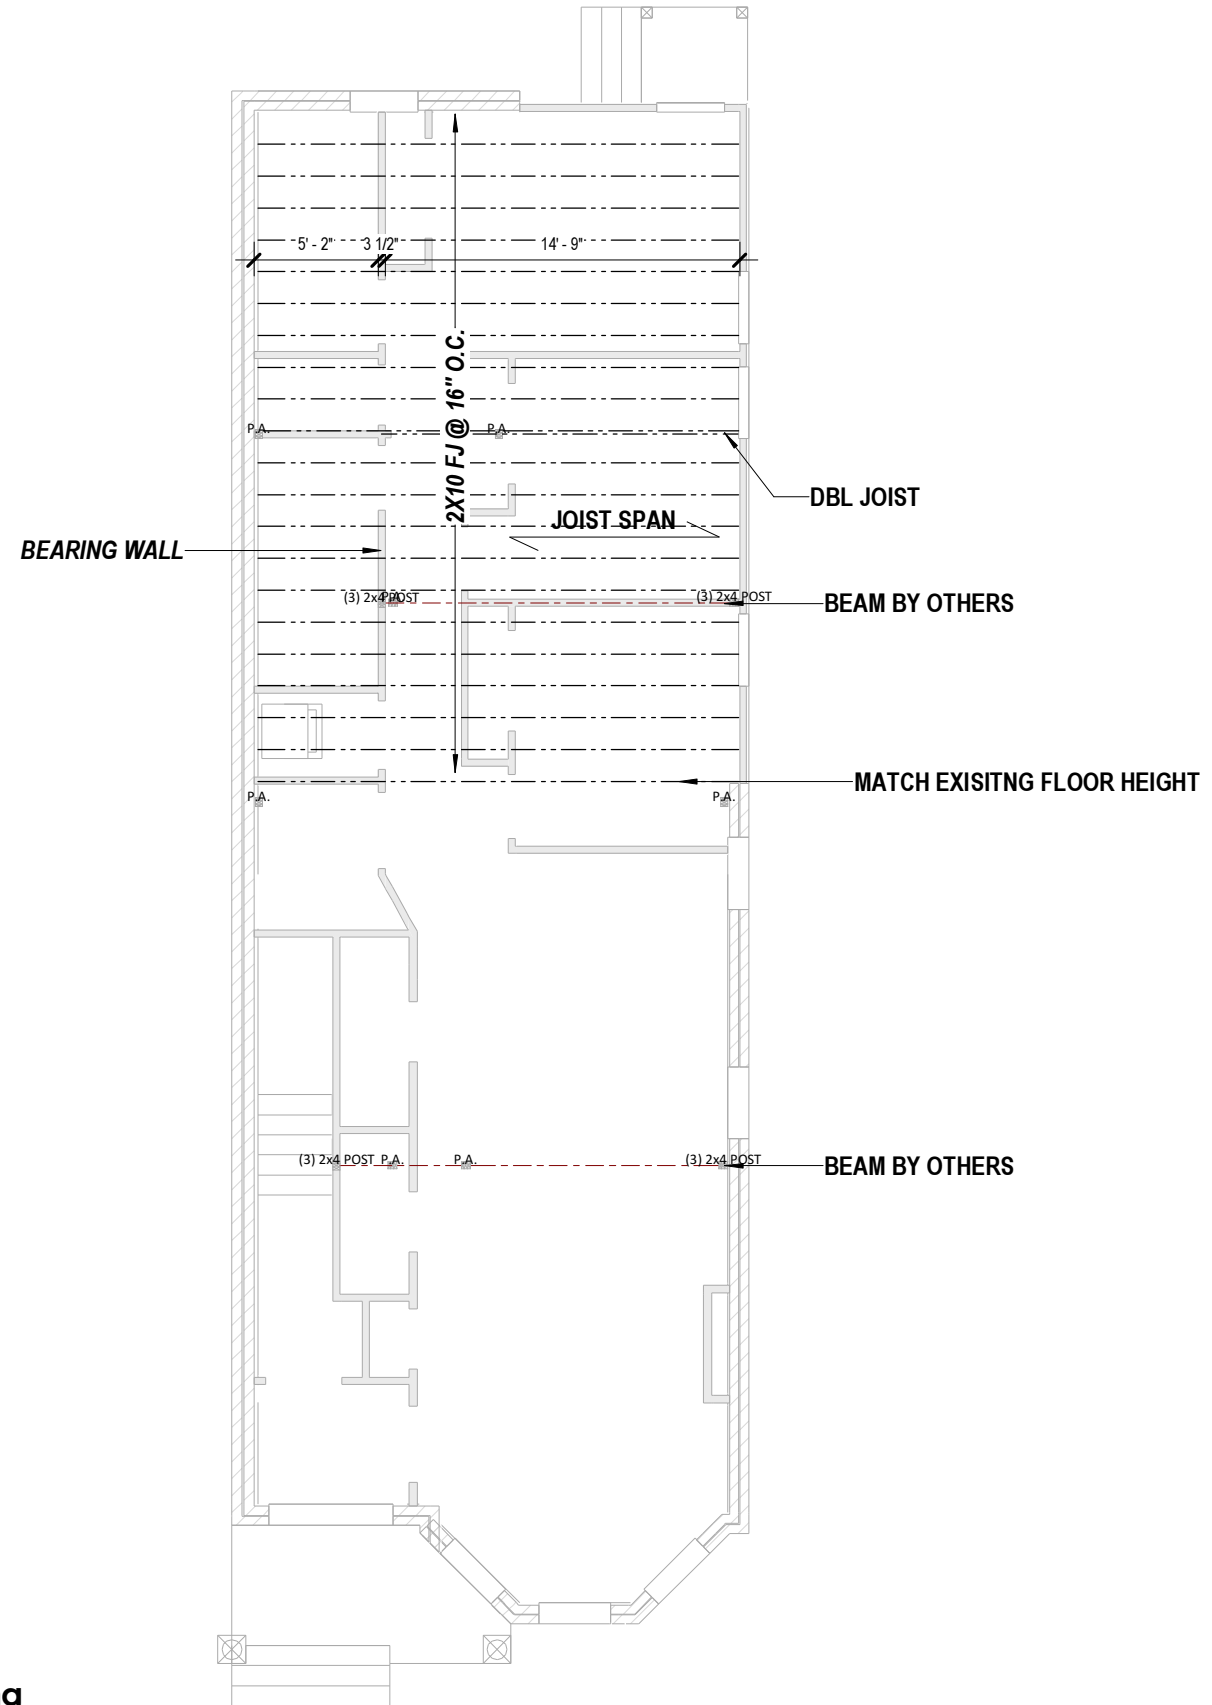 5' - 2" 3 1/2" 14' - 9"
2X10 FJ @ 16" O.C.
P.A. P.A.
DBL JOIST
JOIST SPAN
BEARING WALL
(3) 2x4 POST P.A. (3) 2x4 POST
BEAM BY OTHERS
MATCH EXISITNG FLOOR HEIGHT
P.A. P.A.
(3) 2x4 POST P.A. P.A. (3) 2x4 POST
BEAM BY OTHERS